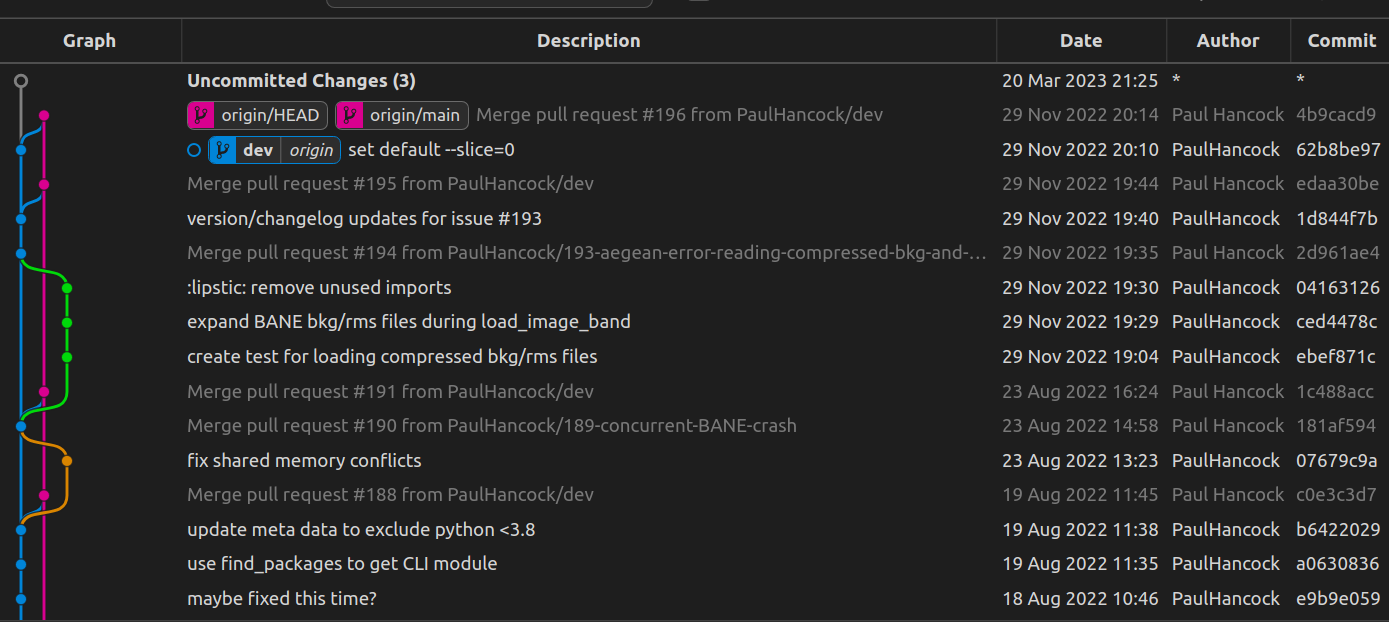 Graph Description Date Author Commit
Uncommitted Changes (3) 20 Mar 2023 21:25 * *
origin/HEAD origin/main Merge pull request #196 from PaulHancock/dev 29 Nov 2022 20:14 Paul Hancock 4b9cacd9
dev origin set default --slice=0 29 Nov 2022 20:10 PaulHancock 62b8be97
Merge pull request #195 from PaulHancock/dev 29 Nov 2022 19:44 Paul Hancock edaa30be
version/changelog updates for issue #193 29 Nov 2022 19:40 PaulHancock 1d844f7b
Merge pull request #194 from PaulHancock/193-aegean-error-reading-compressed-bkg-and-... 29 Nov 2022 19:35 Paul Hancock 2d961ae4
:lipstic: remove unused imports 29 Nov 2022 19:30 PaulHancock 04163126
expand BANE bkg/rms files during load_image_band 29 Nov 2022 19:29 PaulHancock ced4478c
create test for loading compressed bkg/rms files 29 Nov 2022 19:04 PaulHancock ebef871c
Merge pull request #191 from PaulHancock/dev 23 Aug 2022 16:24 Paul Hancock 1c488acc
Merge pull request #190 from PaulHancock/189-concurrent-BANE-crash 23 Aug 2022 14:58 Paul Hancock 181af594
fix shared memory conflicts 23 Aug 2022 13:23 PaulHancock 07679c9a
Merge pull request #188 from PaulHancock/dev 19 Aug 2022 11:45 Paul Hancock c0e3c3d7
update meta data to exclude python <3.8 19 Aug 2022 11:38 PaulHancock b6422029
use find_packages to get CLI module 19 Aug 2022 11:35 PaulHancock a0630836
maybe fixed this time? 18 Aug 2022 10:46 PaulHancock e9b9e059